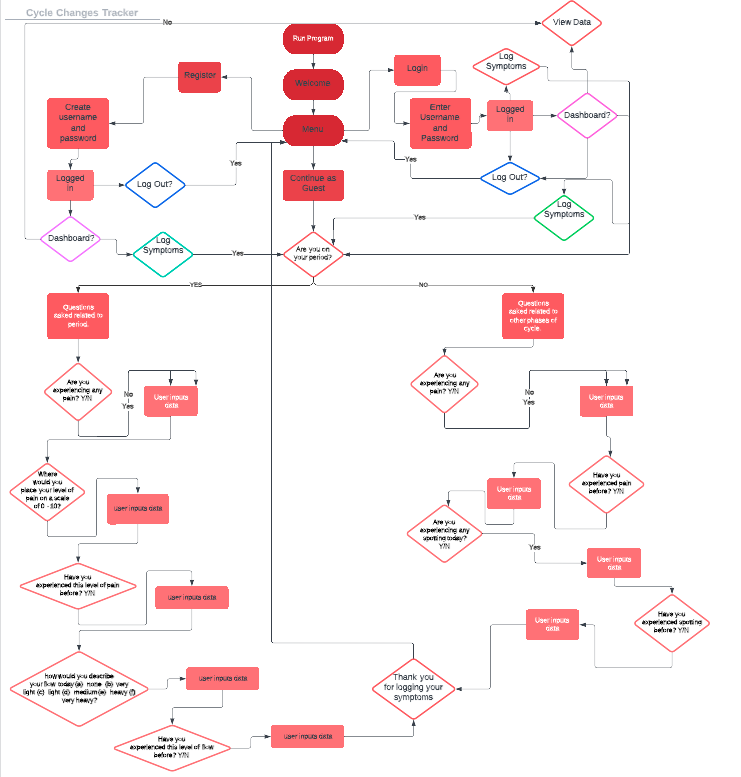 Cycle Changes Tracker
No
View Data
Run Program
Log
Symptoms
Login
Register
Welcome
Create
username
and
password
Enter
Username
and
Password
Logged
in
Dashboard?
Menu
Yes
Yes
Logged
in
Log Out?
Continue as
Guest
Log Out?
Log
Symptoms
Yes
Dashboard?
Log
Symptoms
Yes
Are you on
your period?
YES
NO
Questions
saked related to
period.
Questions
saked related to
other phases of
cycle.
Are you
experiencing any
pain? Y/N
No
Yes
User inputs
data
Are you
experiencing any
pain? Y/N
No
Yes
User inputs
data
Where
would you
place your level of
pain on a scale
of 0 - 10?
user inputs data
User inputs
data
Have you
experienced pain
before? Y/N
Are you
experiencing any
spotting today?
Y/N
Yes
User inputs
data
Have you
experienced this level of pain
before? Y/N
user inputs data
User inputs
data
Have you
experienced spotting
before? Y/N
how would you describe
your flow today (a) none (b) very
light (c) light (d) medium (e) heavy (f)
very heavy?
user inputs data
Thank you
for logging your
symptoms
Have you
experienced this level of flow
before? Y/N
user inputs data